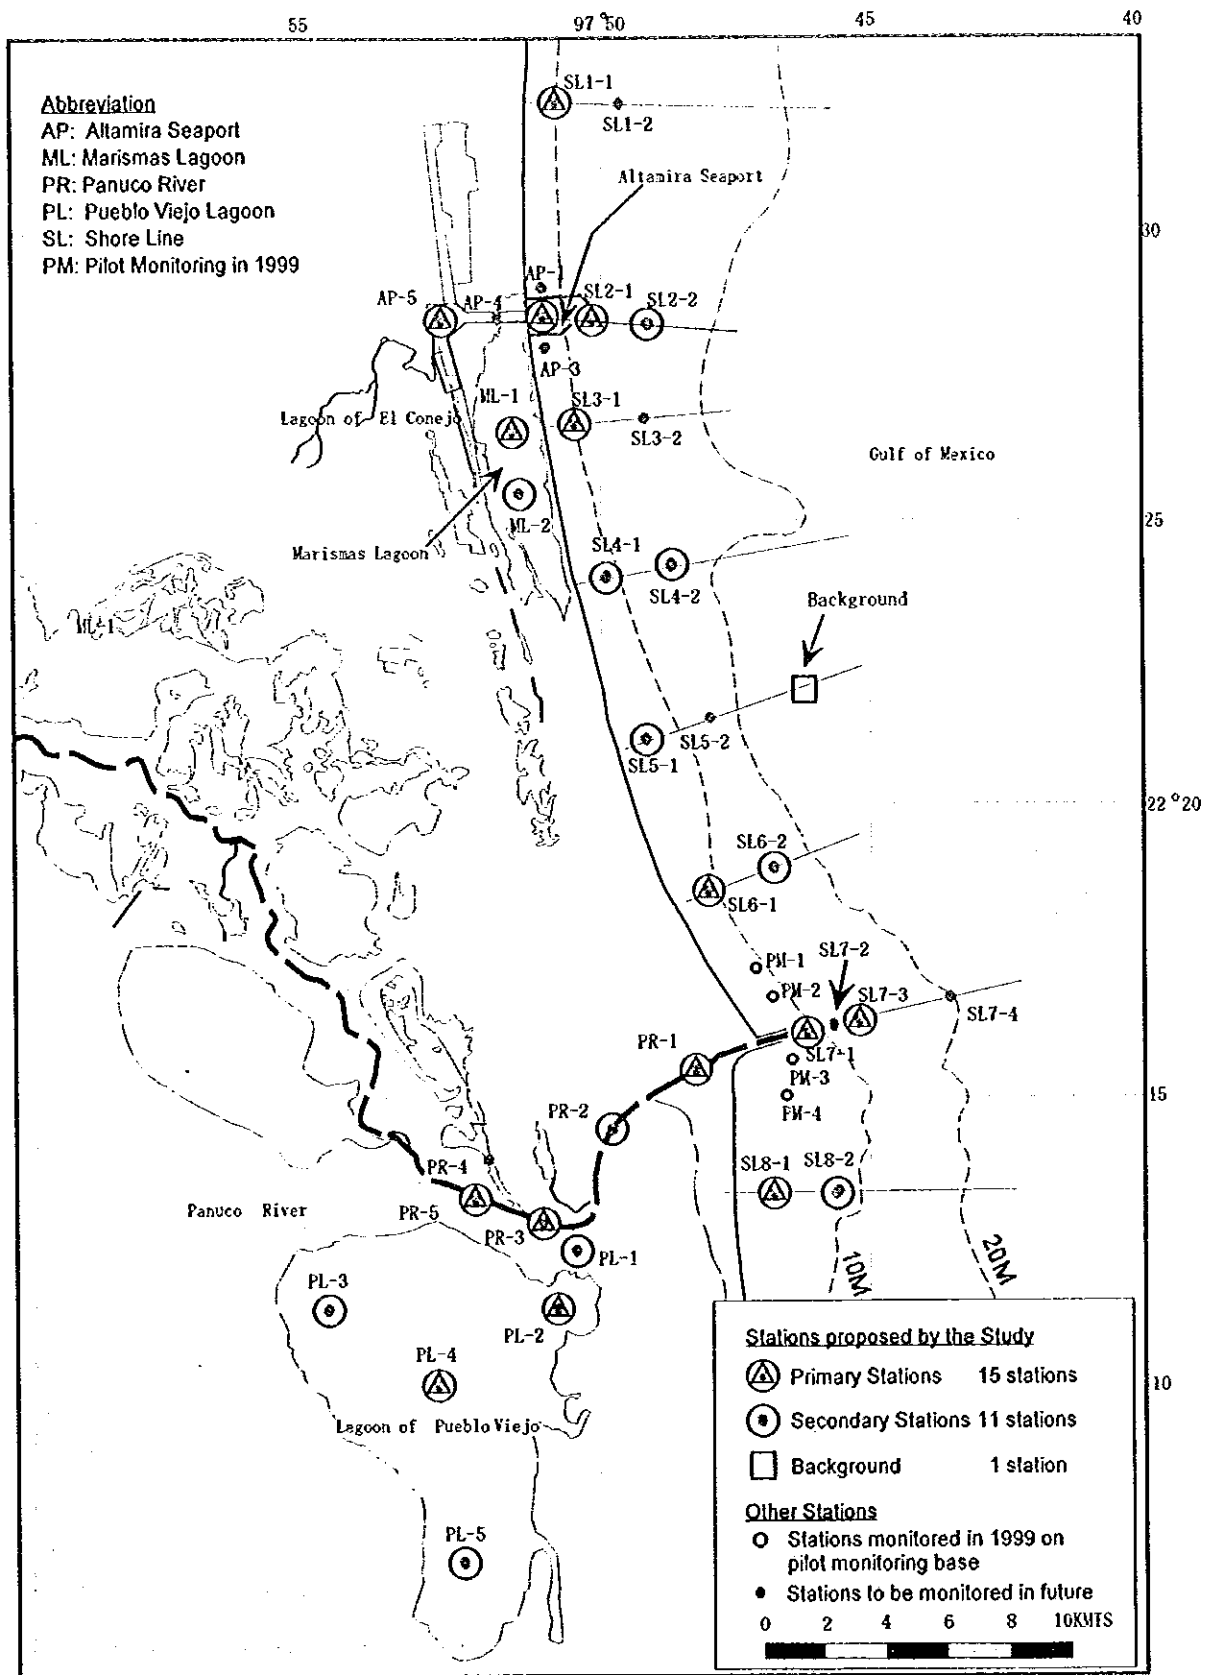 55
97°50
45
40
Abbreviation
AP: Altamira Seaport
ML: Marismas Lagoon
PR: Panuco River
PL: Pueblo Viejo Lagoon
SL: Shore Line
PM: Pilot Monitoring in 1999
SL1-1
SL1-2
Altamira Seaport
30
AP-1
AP-5
AP-4
SL2-1
SL2-2
AP-3
ML-1
SL3-1
Lagoon of El Conejo
SL3-2
Gulf of Mexico
25
ML-2
SL4-1
Marismas Lagoon
SL4-2
Background
ML-1
SL5-2
SL5-1
22°20
SL6-2
SL6-1
SL7-2
PM-1
PM-2
SL7-3
SL7-4
PR-1
SL7-1
PM-3
15
PM-4
PR-2
PR-4
SL8-1
SL8-2
Panuco River
PR-5
PR-3
PL-1
10M
20M
PL-3
PL-2
PL-4
10
Lagoon of Pueblo Viejo
PL-5
Stations proposed by the Study
Primary Stations 15 stations
Secondary Stations 11 stations
Background 1 station
Other Stations
Stations monitored in 1999 on
pilot monitoring base
Stations to be monitored in future
0 2 4 6 8 10KMTS